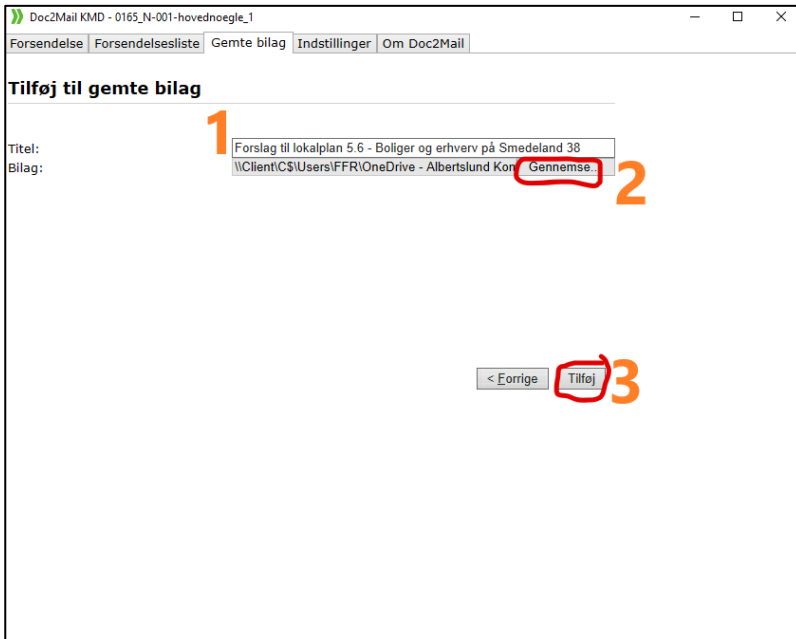 Doc2Mail KMD - 0165_N-001-hovednoegle_1
Forsendelse Forsendelsesliste Gemte bilag Indstillinger Om Doc2Mail
Tilføj til gemte bilag
1
Titel: Forslag til lokalplan 5.6 - Boliger og erhverv på Smedeland 38
Bilag: \\Client\C$\Users\FFR\OneDrive - Albertslund Kon Gennemse..
2
< Forrige Tilføj 3